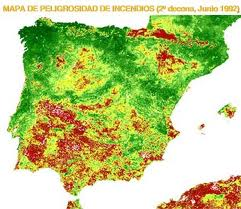 MAPA DE PELIGROSIDAD DE INCENDIOS (2ª decena, Junio 1992)